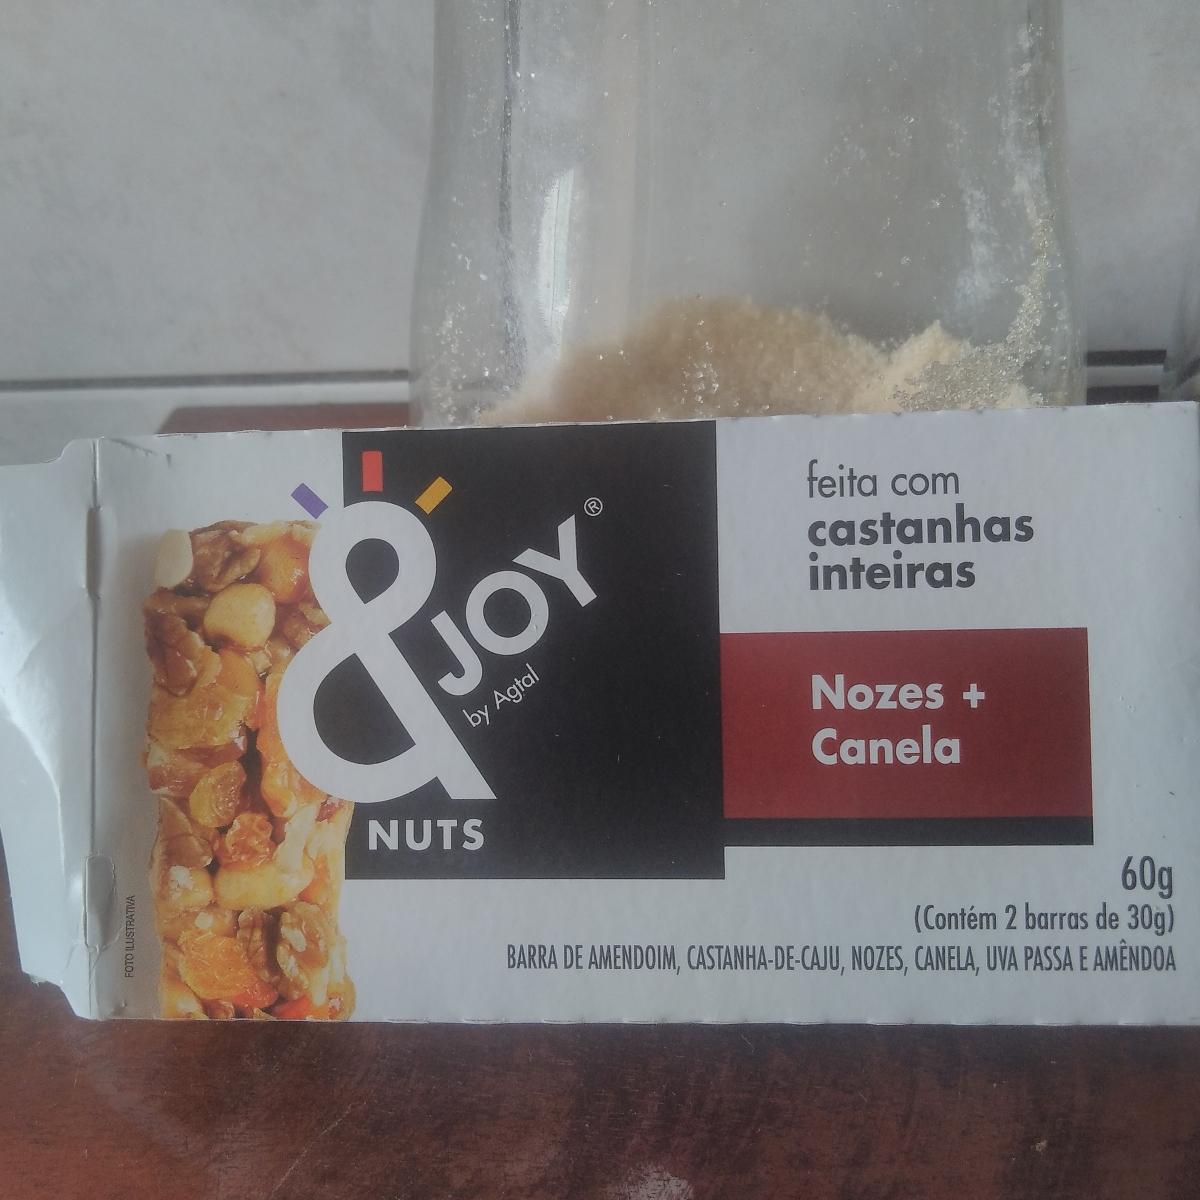 &JOY®
by Agtal
NUTS
feita com
castanhas
inteiras
Nozes +
Canela
60g
(Contém 2 barras de 30g)
BARRA DE AMENDOIM, CASTANHA-DE-CAJU, NOZES, CANELA, UVA PASSA E AMÊNDOA
FOTO ILUSTRATIVA